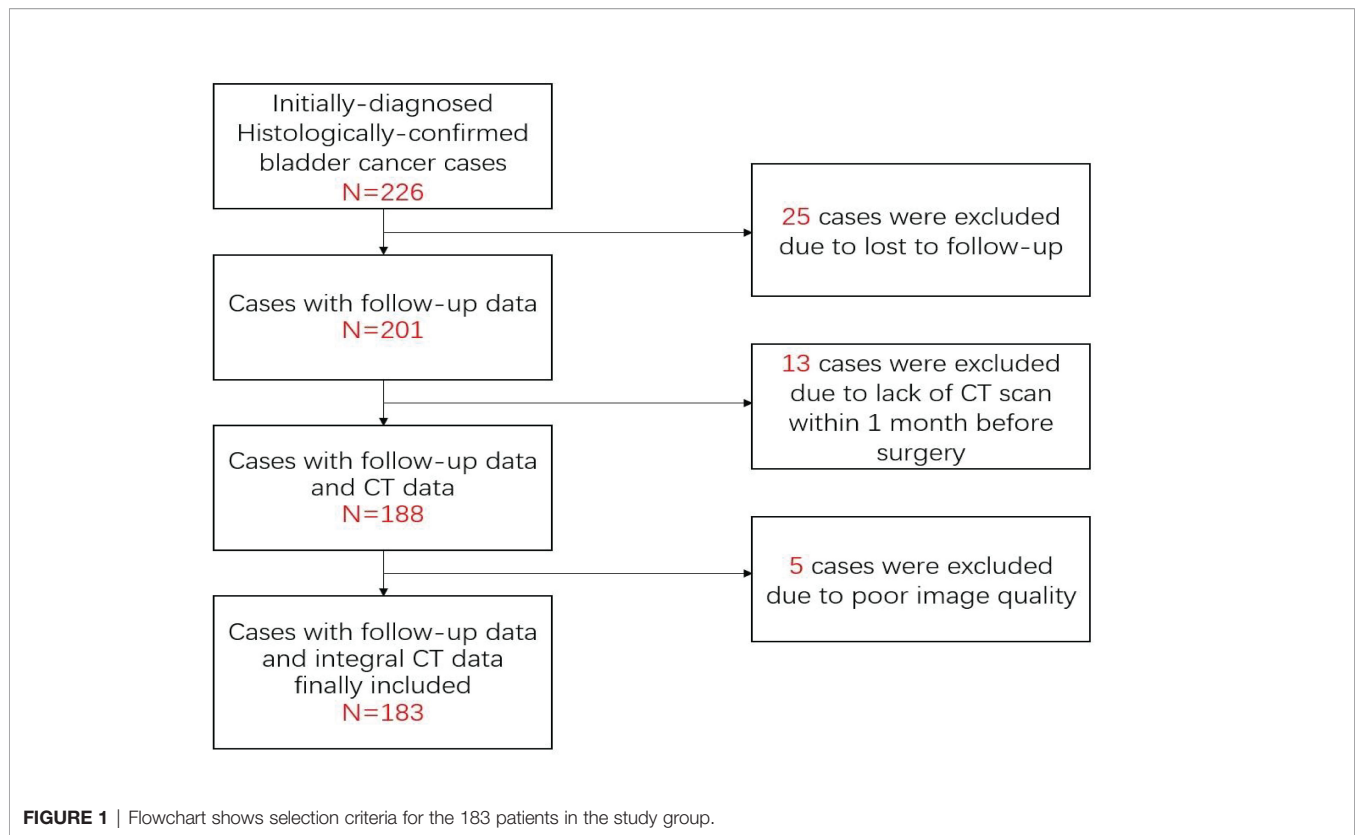 Initially-diagnosed
Histologically-confirmed
bladder cancer cases
N=226
25 cases were excluded
due to lost to follow-up
Cases with follow-up data
N=201
13 cases were excluded
due to lack of CT scan
within 1 month before
surgery
Cases with follow-up data
and CT data
N=188
5 cases were excluded
due to poor image quality
Cases with follow-up data
and integral CT data
finally included
N=183
FIGURE 1 | Flowchart shows selection criteria for the 183 patients in the study group.